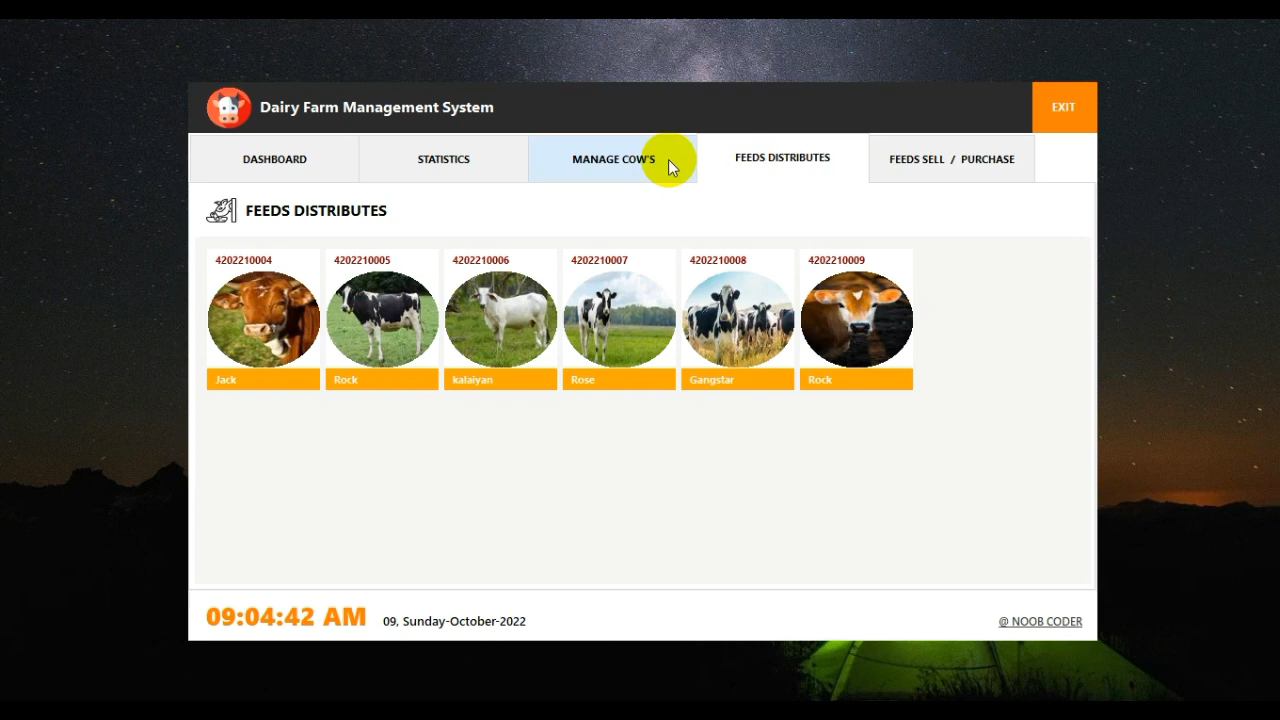 Dairy Farm Management System
EXIT
DASHBOARD
STATISTICS
MANAGE COW'S
FEEDS DISTRIBUTES
FEEDS SELL / PURCHASE
FEEDS DISTRIBUTES
4202210004
4202210005
4202210006
4202210007
4202210008
4202210009
Jack
Rock
kalaiyan
Rose
Gangstar
Rock
09:04:42 AM
09, Sunday-October-2022
@ NOOB CODER